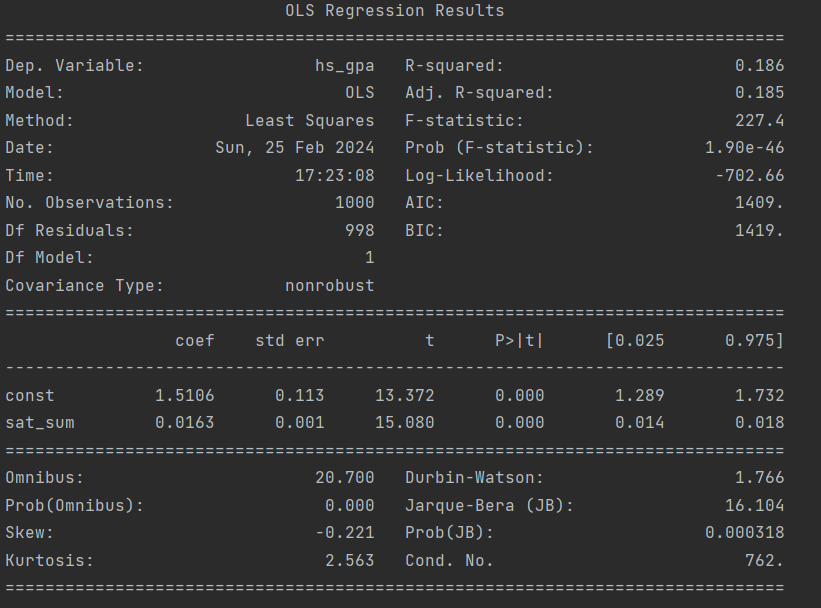 OLS Regression Results
==============================================================================
Dep. Variable:                 hs_gpa   R-squared:                       0.186
Model:                            OLS   Adj. R-squared:                  0.185
Method:                 Least Squares   F-statistic:                     227.4
Date:                Sun, 25 Feb 2024   Prob (F-statistic):           1.90e-46
Time:                        17:23:08   Log-Likelihood:                -702.66
No. Observations:                1000   AIC:                             1409.
Df Residuals:                     998   BIC:                             1419.
Df Model:                           1
Covariance Type:            nonrobust
==============================================================================
                 coef    std err          t      P>|t|      [0.025      0.975]
------------------------------------------------------------------------------
const          1.5106      0.113     13.372      0.000       1.289       1.732
sat_sum        0.0163      0.001     15.080      0.000       0.014       0.018
==============================================================================
Omnibus:                       20.700   Durbin-Watson:                   1.766
Prob(Omnibus):                  0.000   Jarque-Bera (JB):               16.104
Skew:                          -0.221   Prob(JB):                     0.000318
Kurtosis:                       2.563   Cond. No.                         762.
==============================================================================